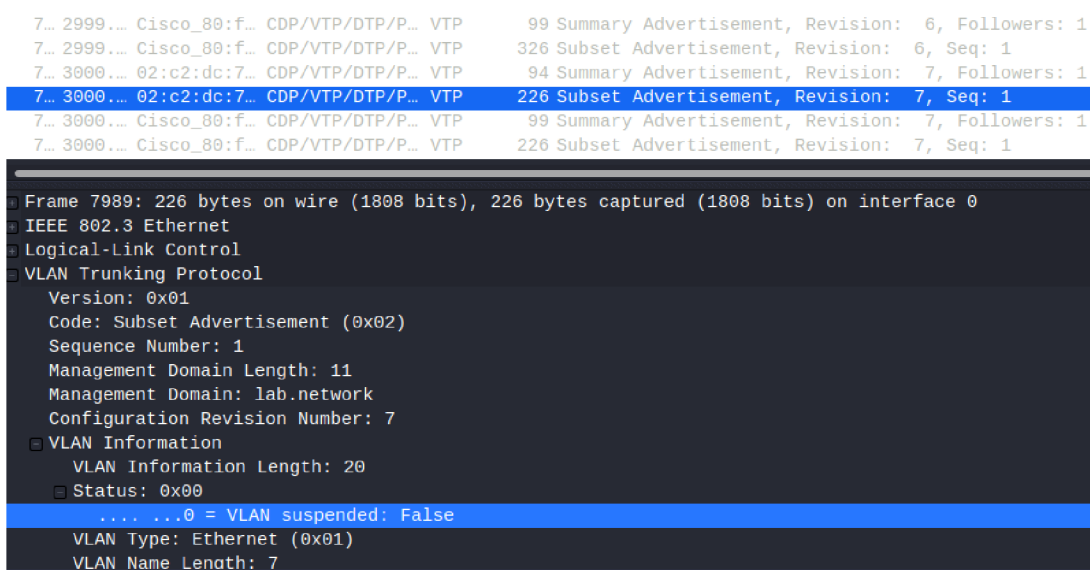 7… 2999.… Cisco_80:f… CDP/VTP/DTP/P… VTP 99 Summary Advertisement, Revision: 6, Followers: 1
7… 2999.… Cisco_80:f… CDP/VTP/DTP/P… VTP 326 Subset Advertisement, Revision: 6, Seq: 1
7… 3000.… 02:c2:dc:7… CDP/VTP/DTP/P… VTP 94 Summary Advertisement, Revision: 7, Followers: 1
7… 3000.… 02:c2:dc:7… CDP/VTP/DTP/P… VTP 226 Subset Advertisement, Revision: 7, Seq: 1
7… 3000.… Cisco_80:f… CDP/VTP/DTP/P… VTP 99 Summary Advertisement, Revision: 7, Followers: 1
7… 3000.… Cisco_80:f… CDP/VTP/DTP/P… VTP 226 Subset Advertisement, Revision: 7, Seq: 1
Frame 7989: 226 bytes on wire (1808 bits), 226 bytes captured (1808 bits) on interface 0
IEEE 802.3 Ethernet
Logical-Link Control
VLAN Trunking Protocol
Version: 0x01
Code: Subset Advertisement (0x02)
Sequence Number: 1
Management Domain Length: 11
Management Domain: lab.network
Configuration Revision Number: 7
VLAN Information
VLAN Information Length: 20
Status: 0x00
.... ...0 = VLAN suspended: False
VLAN Type: Ethernet (0x01)
VLAN Name Length: 7